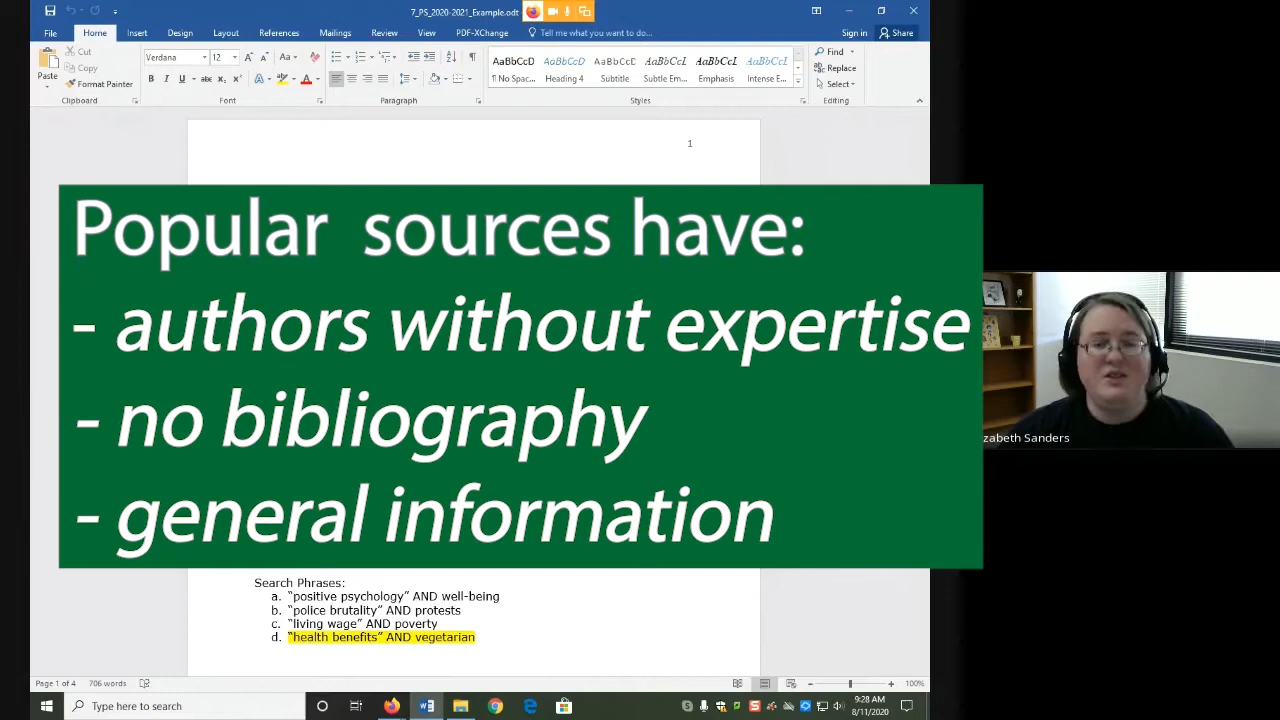 7_PS_2020-2021_Example.odt
File Home Insert Design Layout References Mailings Review View PDF-XChange Tell me what you want to do... Sign in Share
Cut
Copy
Format Painter
Paste
Clipboard
Verdana 12
Font
Paragraph
AaBbCcD AaBbCcD AaBbCcD AaBbCcI AaBbCcI AaBbCcI
¶ No Spac... Heading 4 Subtitle Subtle Em... Emphasis Intense E...
Styles
Find
Replace
Select
Editing
1
Popular sources have:
- authors without expertise
- no bibliography
- general information
zabeth Sanders
Search Phrases:
a. “positive psychology” AND well-being
b. “police brutality” AND protests
c. “living wage” AND poverty
d. “health benefits” AND vegetarian
Page 1 of 4 706 words
100%
Type here to search
9:28 AM
8/11/2020